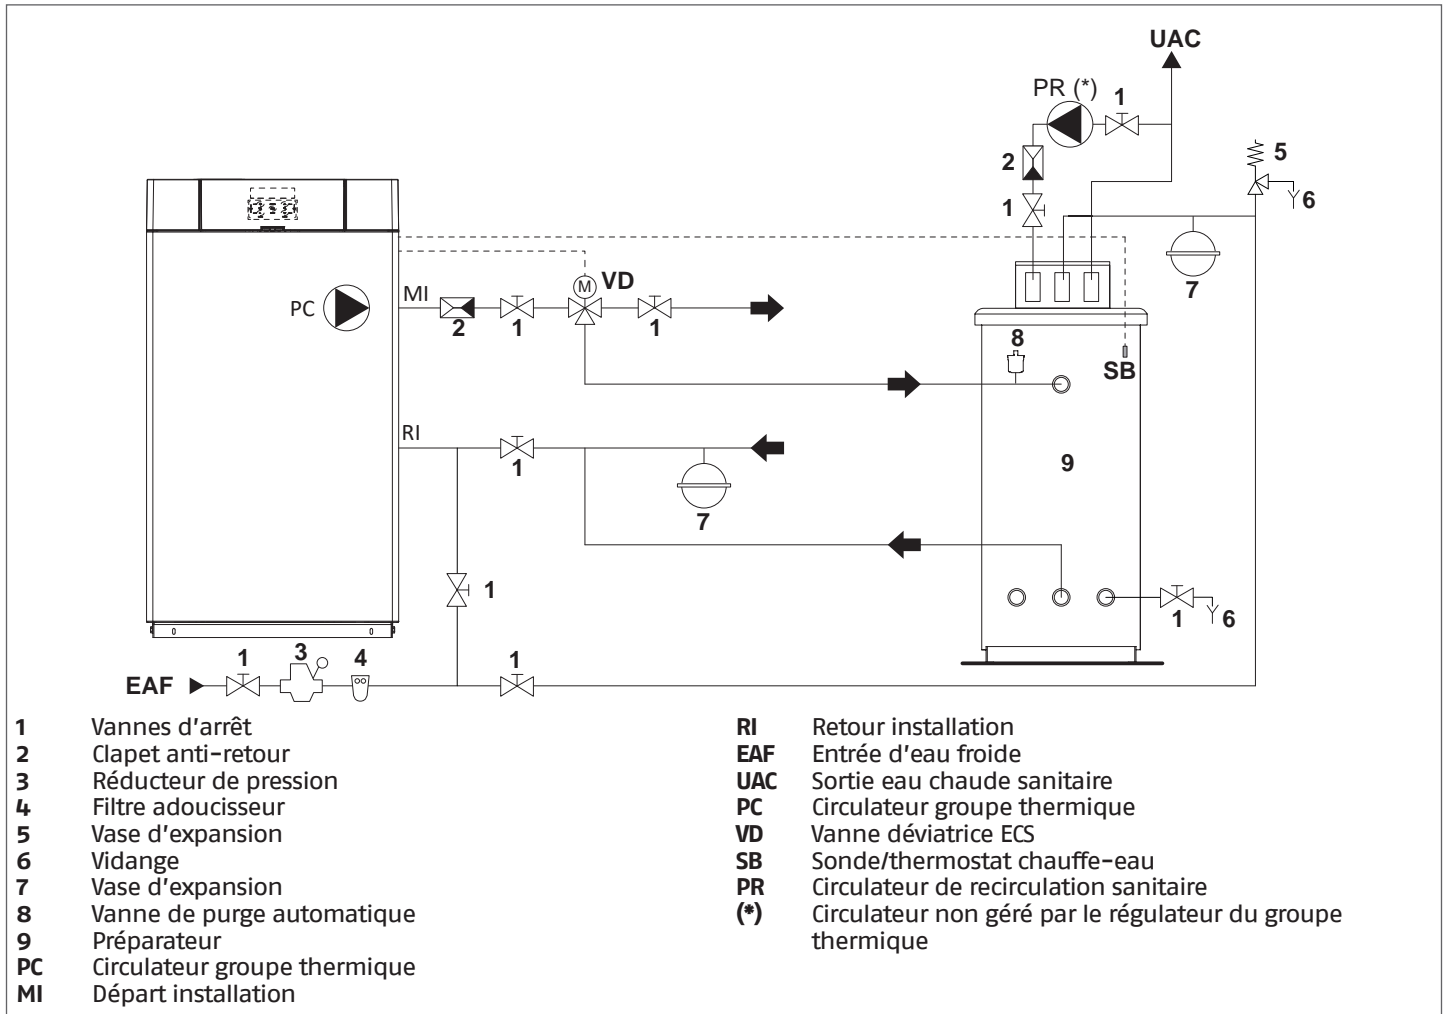 UAC
PR (*)
1
2
5
1
6
M
VD
7
MI
PC
2
1
1
8
SB
RI
1
9
7
1
1
6
3
4
1
1
EAF
1 Vannes d'arrêt
2 Clapet anti-retour
3 Réducteur de pression
4 Filtre adoucisseur
5 Vase d'expansion
6 Vidange
7 Vase d'expansion
8 Vanne de purge automatique
9 Préparateur
PC Circulateur groupe thermique
MI Départ installation
RI Retour installation
EAF Entrée d'eau froide
UAC Sortie eau chaude sanitaire
PC Circulateur groupe thermique
VD Vanne déviatrice ECS
SB Sonde/thermostat chauffe-eau
PR Circulateur de recirculation sanitaire
(*) Circulateur non géré par le régulateur du groupe
thermique